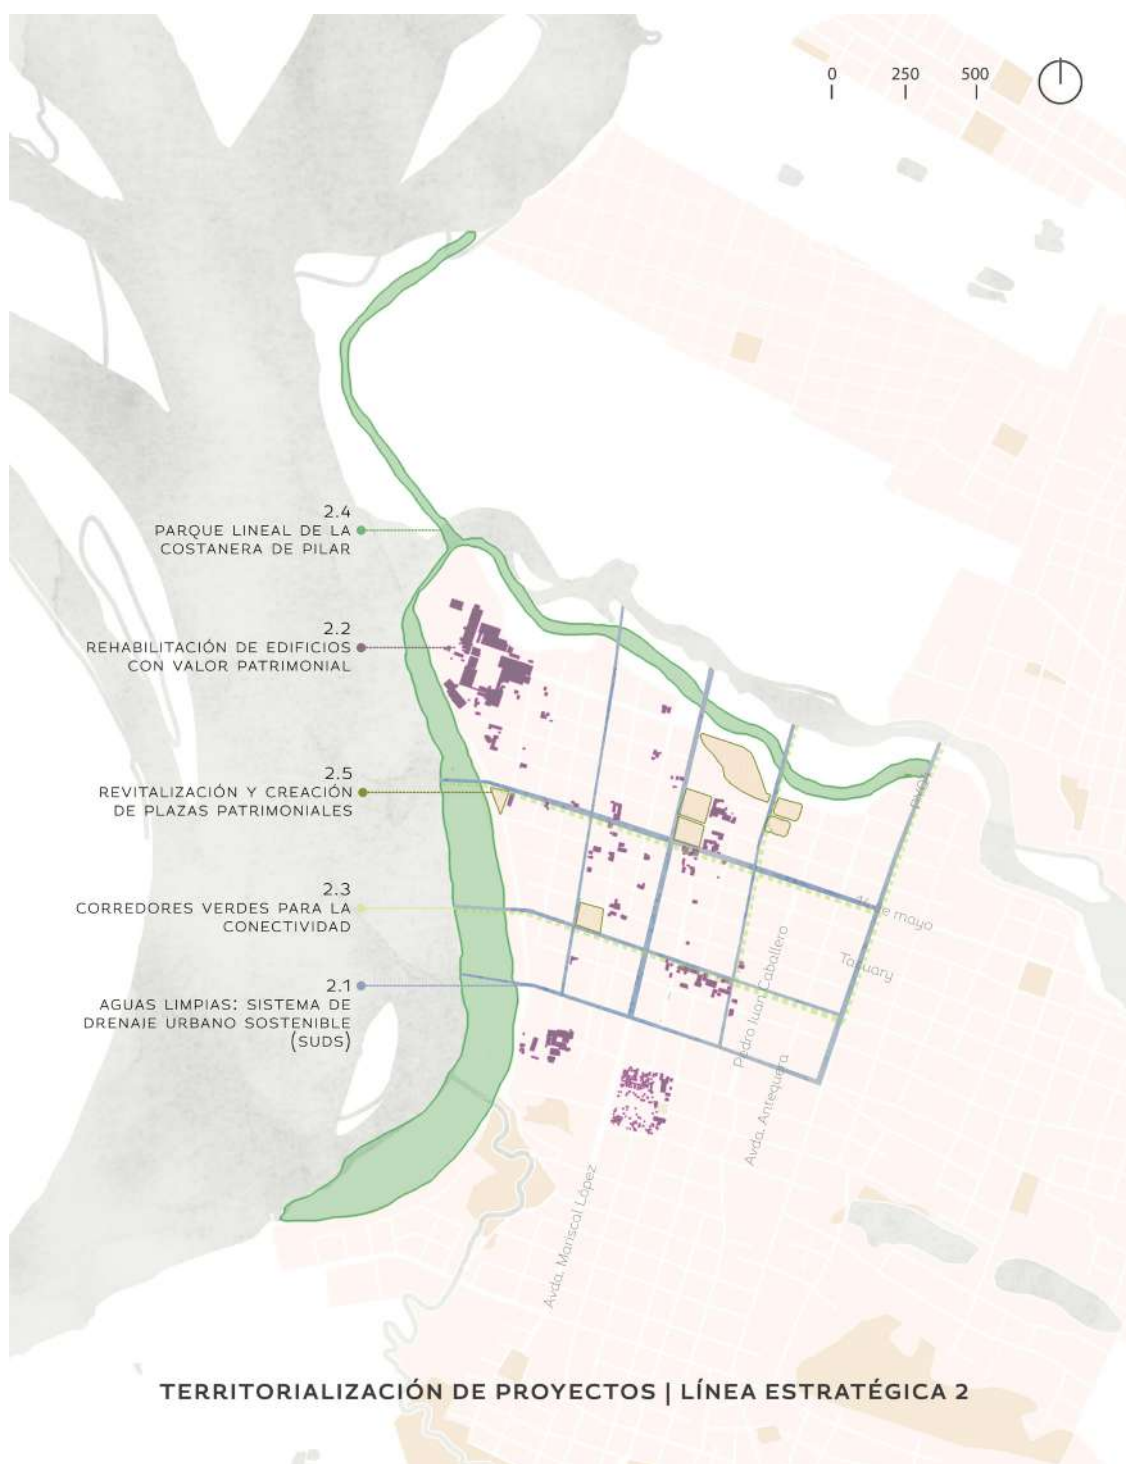 0 250 500
2.4
PARQUE LINEAL DE LA
COSTANERA DE PILAR
2.2
REHABILITACIÓN DE EDIFICIOS
CON VALOR PATRIMONIAL
2.5
REVITALIZACIÓN Y CREACIÓN
DE PLAZAS PATRIMONIALES
2.3
CORREDORES VERDES PARA LA
CONECTIVIDAD
2.1
AGUAS LIMPIAS: SISTEMA DE
DRENAJE URBANO SOSTENIBLE
(SUDS)
de mayo
Pedro Juan Caballero
Avda. Antequera
Avda. Mariscal López
TERRITORIALIZACIÓN DE PROYECTOS | LÍNEA ESTRATÉGICA 2